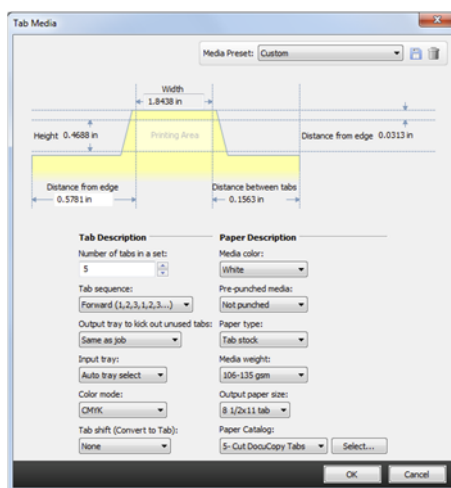 Tab Media
Media Preset: Custom
Width
1.8438 in
Height 0.4688 in
Printing Area
Distance from edge 0.0313 in
Distance from edge
0.5781 in
Distance between tabs
0.1563 in
Tab Description
Number of tabs in a set:
5
Tab sequence:
Forward (1,2,3,1,2,3...)
Output tray to kick out unused tabs:
Same as job
Input tray:
Auto tray select
Color mode:
CMYK
Tab shift (Convert to Tab):
None
Paper Description
Media color:
White
Pre-punched media:
Not punched
Paper type:
Tab stock
Media weight:
106-135 gsm
Output paper size:
8 1/2x11 tab
Paper Catalog:
5- Cut DocuCopy Tabs
Select...
OK
Cancel